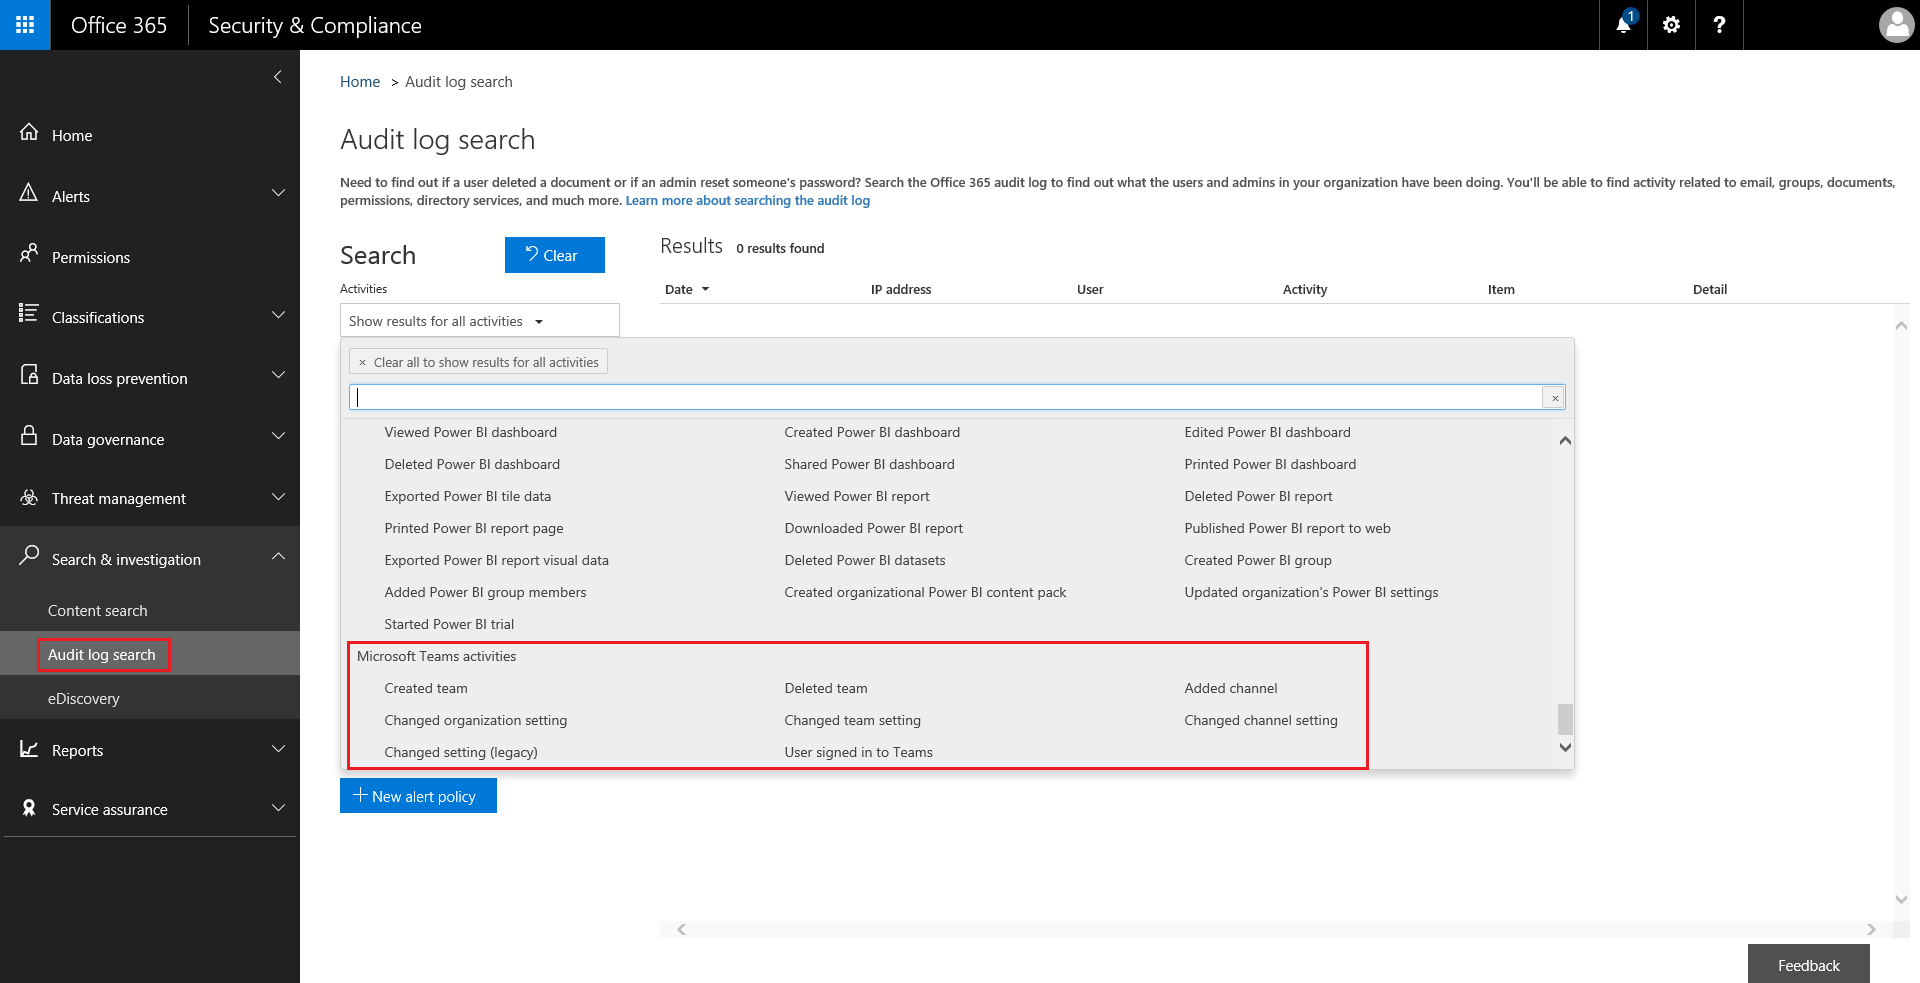 Office 365
Security & Compliance
1
?
Home
Alerts
Permissions
Classifications
Data loss prevention
Data governance
Threat management
Search & investigation
Content search
Audit log search
eDiscovery
Reports
Service assurance
Home > Audit log search
Audit log search
Need to find out if a user deleted a document or if an admin reset someone's password? Search the Office 365 audit log to find out what the users and admins in your organization have been doing. You'll be able to find activity related to email, groups, documents,
permissions, directory services, and much more. Learn more about searching the audit log
Search
Clear
Activities
Show results for all activities
Results 0 results found
Date IP address User Activity Item Detail
× Clear all to show results for all activities
×
Viewed Power BI dashboard Created Power BI dashboard Edited Power BI dashboard
Deleted Power BI dashboard Shared Power BI dashboard Printed Power BI dashboard
Exported Power BI tile data Viewed Power BI report Deleted Power BI report
Printed Power BI report page Downloaded Power BI report Published Power BI report to web
Exported Power BI report visual data Deleted Power BI datasets Created Power BI group
Added Power BI group members Created organizational Power BI content pack Updated organization's Power BI settings
Started Power BI trial
Microsoft Teams activities
Created team Deleted team Added channel
Changed organization setting Changed team setting Changed channel setting
Changed setting (legacy) User signed in to Teams
New alert policy
Feedback